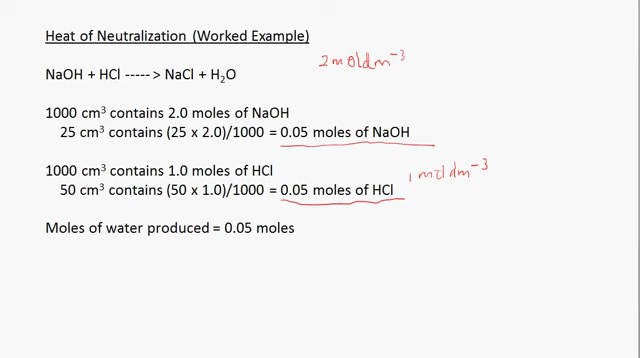 Heat of Neutralization (Worked Example)
2moldm⁻³
NaOH + HCl -----> NaCl + H₂O
1000 cm³ contains 2.0 moles of NaOH
25 cm³ contains (25 x 2.0)/1000 = 0.05 moles of NaOH
1000 cm³ contains 1.0 moles of HCl
1 mol dm⁻³
50 cm³ contains (50 x 1.0)/1000 = 0.05 moles of HCl
Moles of water produced = 0.05 moles